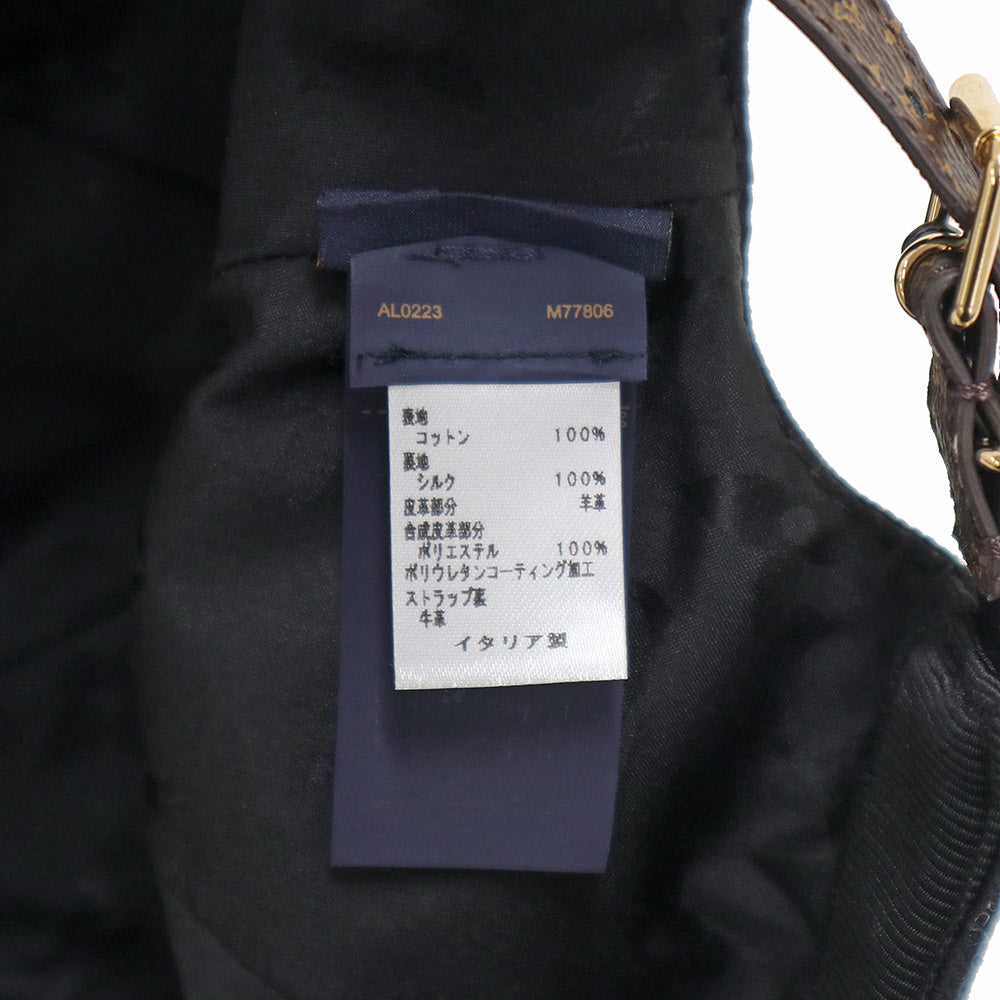 AL0223 M77806
表地
コットン 100%
裏地
シルク 100%
皮革部分 羊革
合成皮革部分
ポリエステル 100%
ポリウレタンコーティング加工
ストラップ裏
牛革
イタリア製